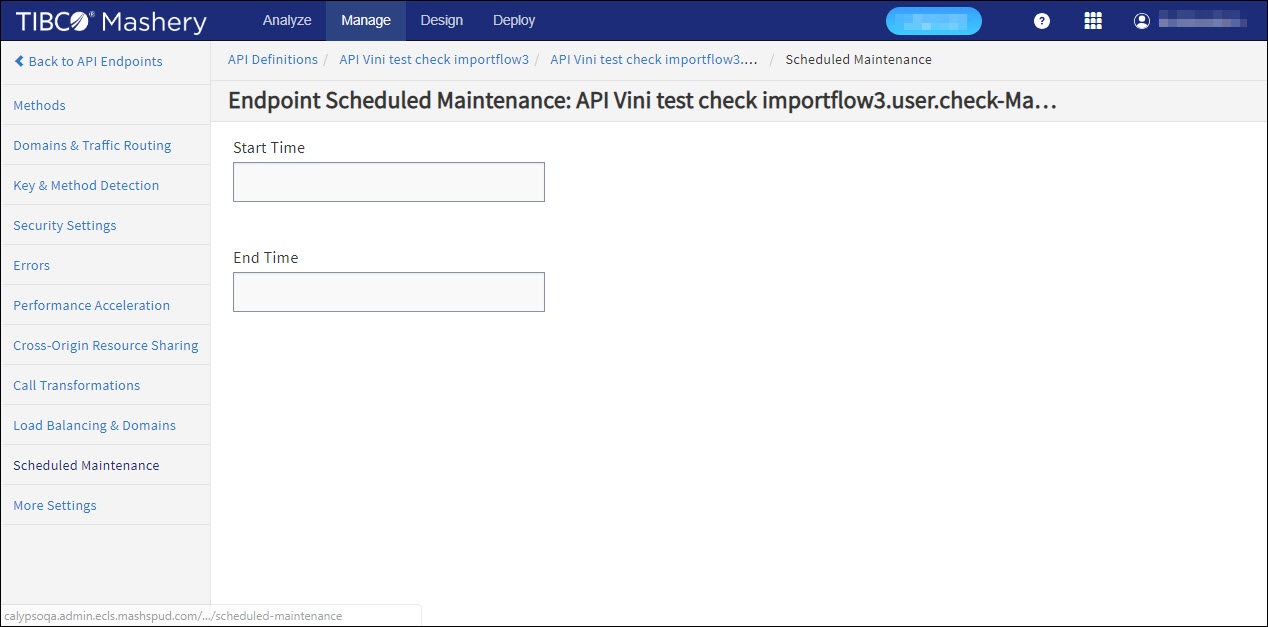 TIBCO® Mashery Analyze Manage Design Deploy
Back to API Endpoints
API Definitions / API Vini test check importflow3 / API Vini test check importflow3.... / Scheduled Maintenance
Endpoint Scheduled Maintenance: API Vini test check importflow3.user.check-Ma...
Methods
Domains & Traffic Routing
Key & Method Detection
Security Settings
Errors
Performance Acceleration
Cross-Origin Resource Sharing
Call Transformations
Load Balancing & Domains
Scheduled Maintenance
More Settings
Start Time
End Time
calypsoqa.admin.ecls.mashspud.com/.../scheduled-maintenance